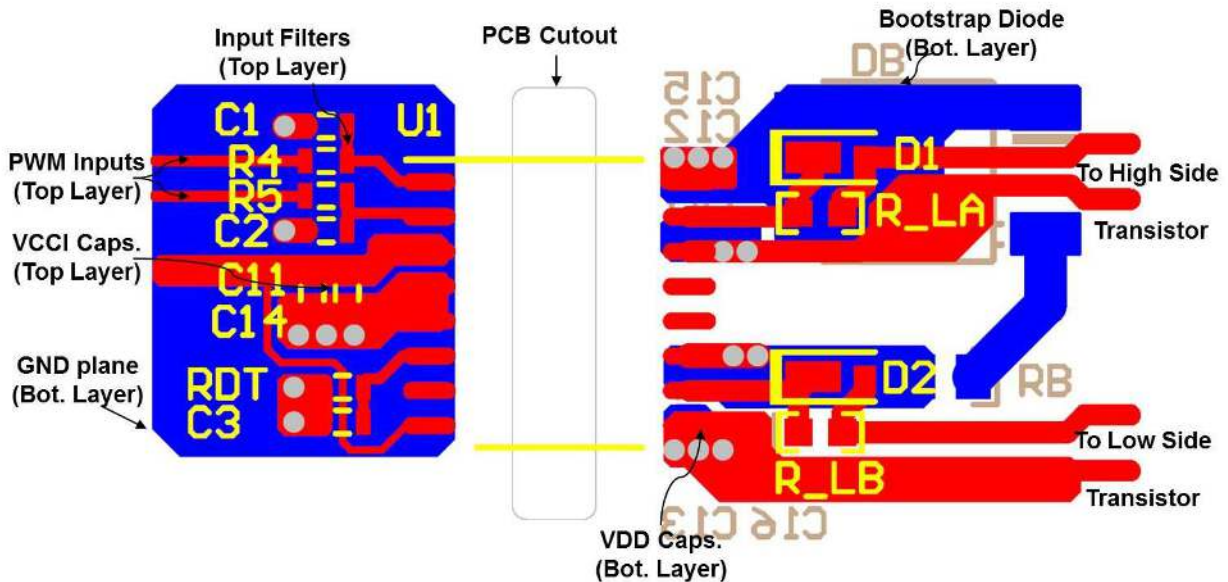 Input Filters
(Top Layer)
PCB Cutout
Bootstrap Diode
(Bot. Layer)
DB
C15
C12
C1
U1
PWM Inputs
(Top Layer)
R4
R5
C2
D1
To High Side
R_LA
Transistor
VCCI Caps.
(Top Layer)
C11
C14
GND plane
(Bot. Layer)
RDT
C3
D2
RB
To Low Side
R_LB
Transistor
C13
C16
VDD Caps.
(Bot. Layer)